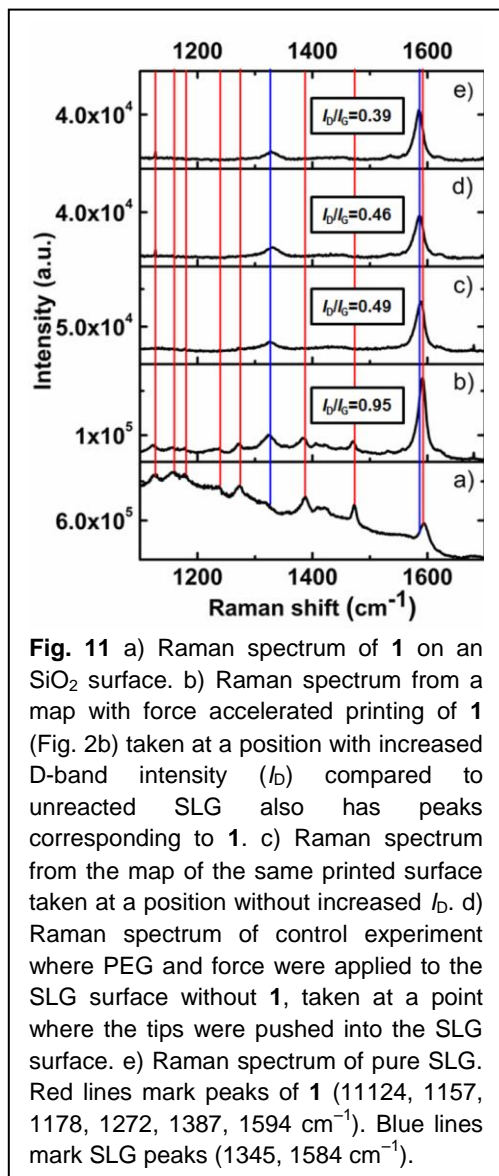 1200 1400 1600
e)
4.0x10⁴
I_D/I_G=0.39
d)
4.0x10⁴
I_D/I_G=0.46
c)
5.0x10⁴
I_D/I_G=0.49
b)
1x10⁵
I_D/I_G=0.95
a)
6.0x10⁵
Intensity (a.u.)
1200 1400 1600
Raman shift (cm⁻¹)
Fig. 11 a) Raman spectrum of 1 on an
SiO₂ surface. b) Raman spectrum from a
map with force accelerated printing of 1
(Fig. 2b) taken at a position with increased
D-band intensity (I_D) compared to
unreacted SLG also has peaks
corresponding to 1. c) Raman spectrum
from the map of the same printed surface
taken at a position without increased I_D. d)
Raman spectrum of control experiment
where PEG and force were applied to the
SLG surface without 1, taken at a point
where the tips were pushed into the SLG
surface. e) Raman spectrum of pure SLG.
Red lines mark peaks of 1 (11124, 1157,
1178, 1272, 1387, 1594 cm⁻¹). Blue lines
mark SLG peaks (1345, 1584 cm⁻¹).